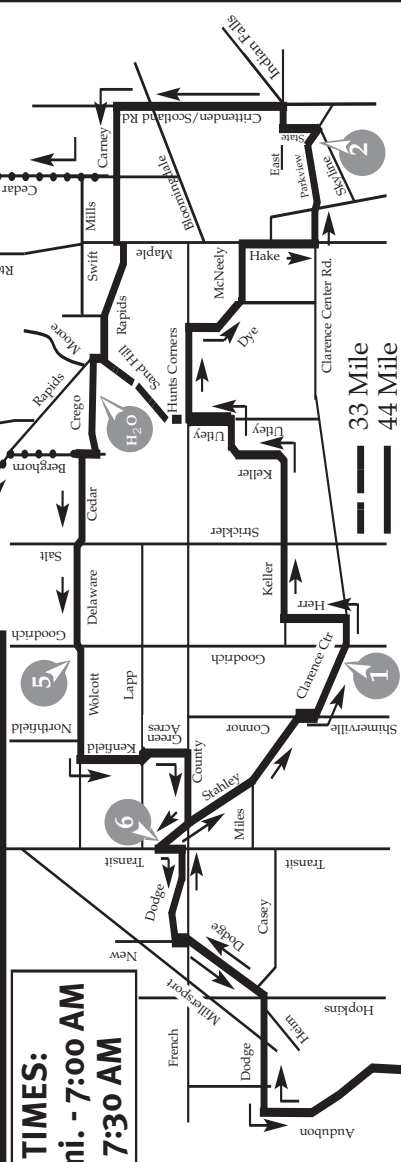 TIMES:
ni. - 7:00 AM
7:30 AM
Indian Falls
Crittenden/Scotland Rd
Carney
Cedar
Bloomingdale
East
State
Parkview
Skyline
2
Mills
Swift
Maple
McNeely
Hake
Clarence Center Rd.
Rapids
Moore
Sand Hill
Hunts Corners
Dye
Rapids
Crego
H2O
Berghorn
Utley
Utley
Keller
Cedar
Salt
Strickler
Keller
Delaware
Goodrich
Goodrich
Herr
5
Wolcott
Lapp
Clarence Ctr
1
Northfield
Kenfield
Green
Acres
Connor
Shimerville
County
Stahley
Miles
6
Transit
Transit
Dodge
Dodge
Casey
New
Millersport
French
Dodge
Heim
Hopkins
Audubon
33 Mile
44 Mile